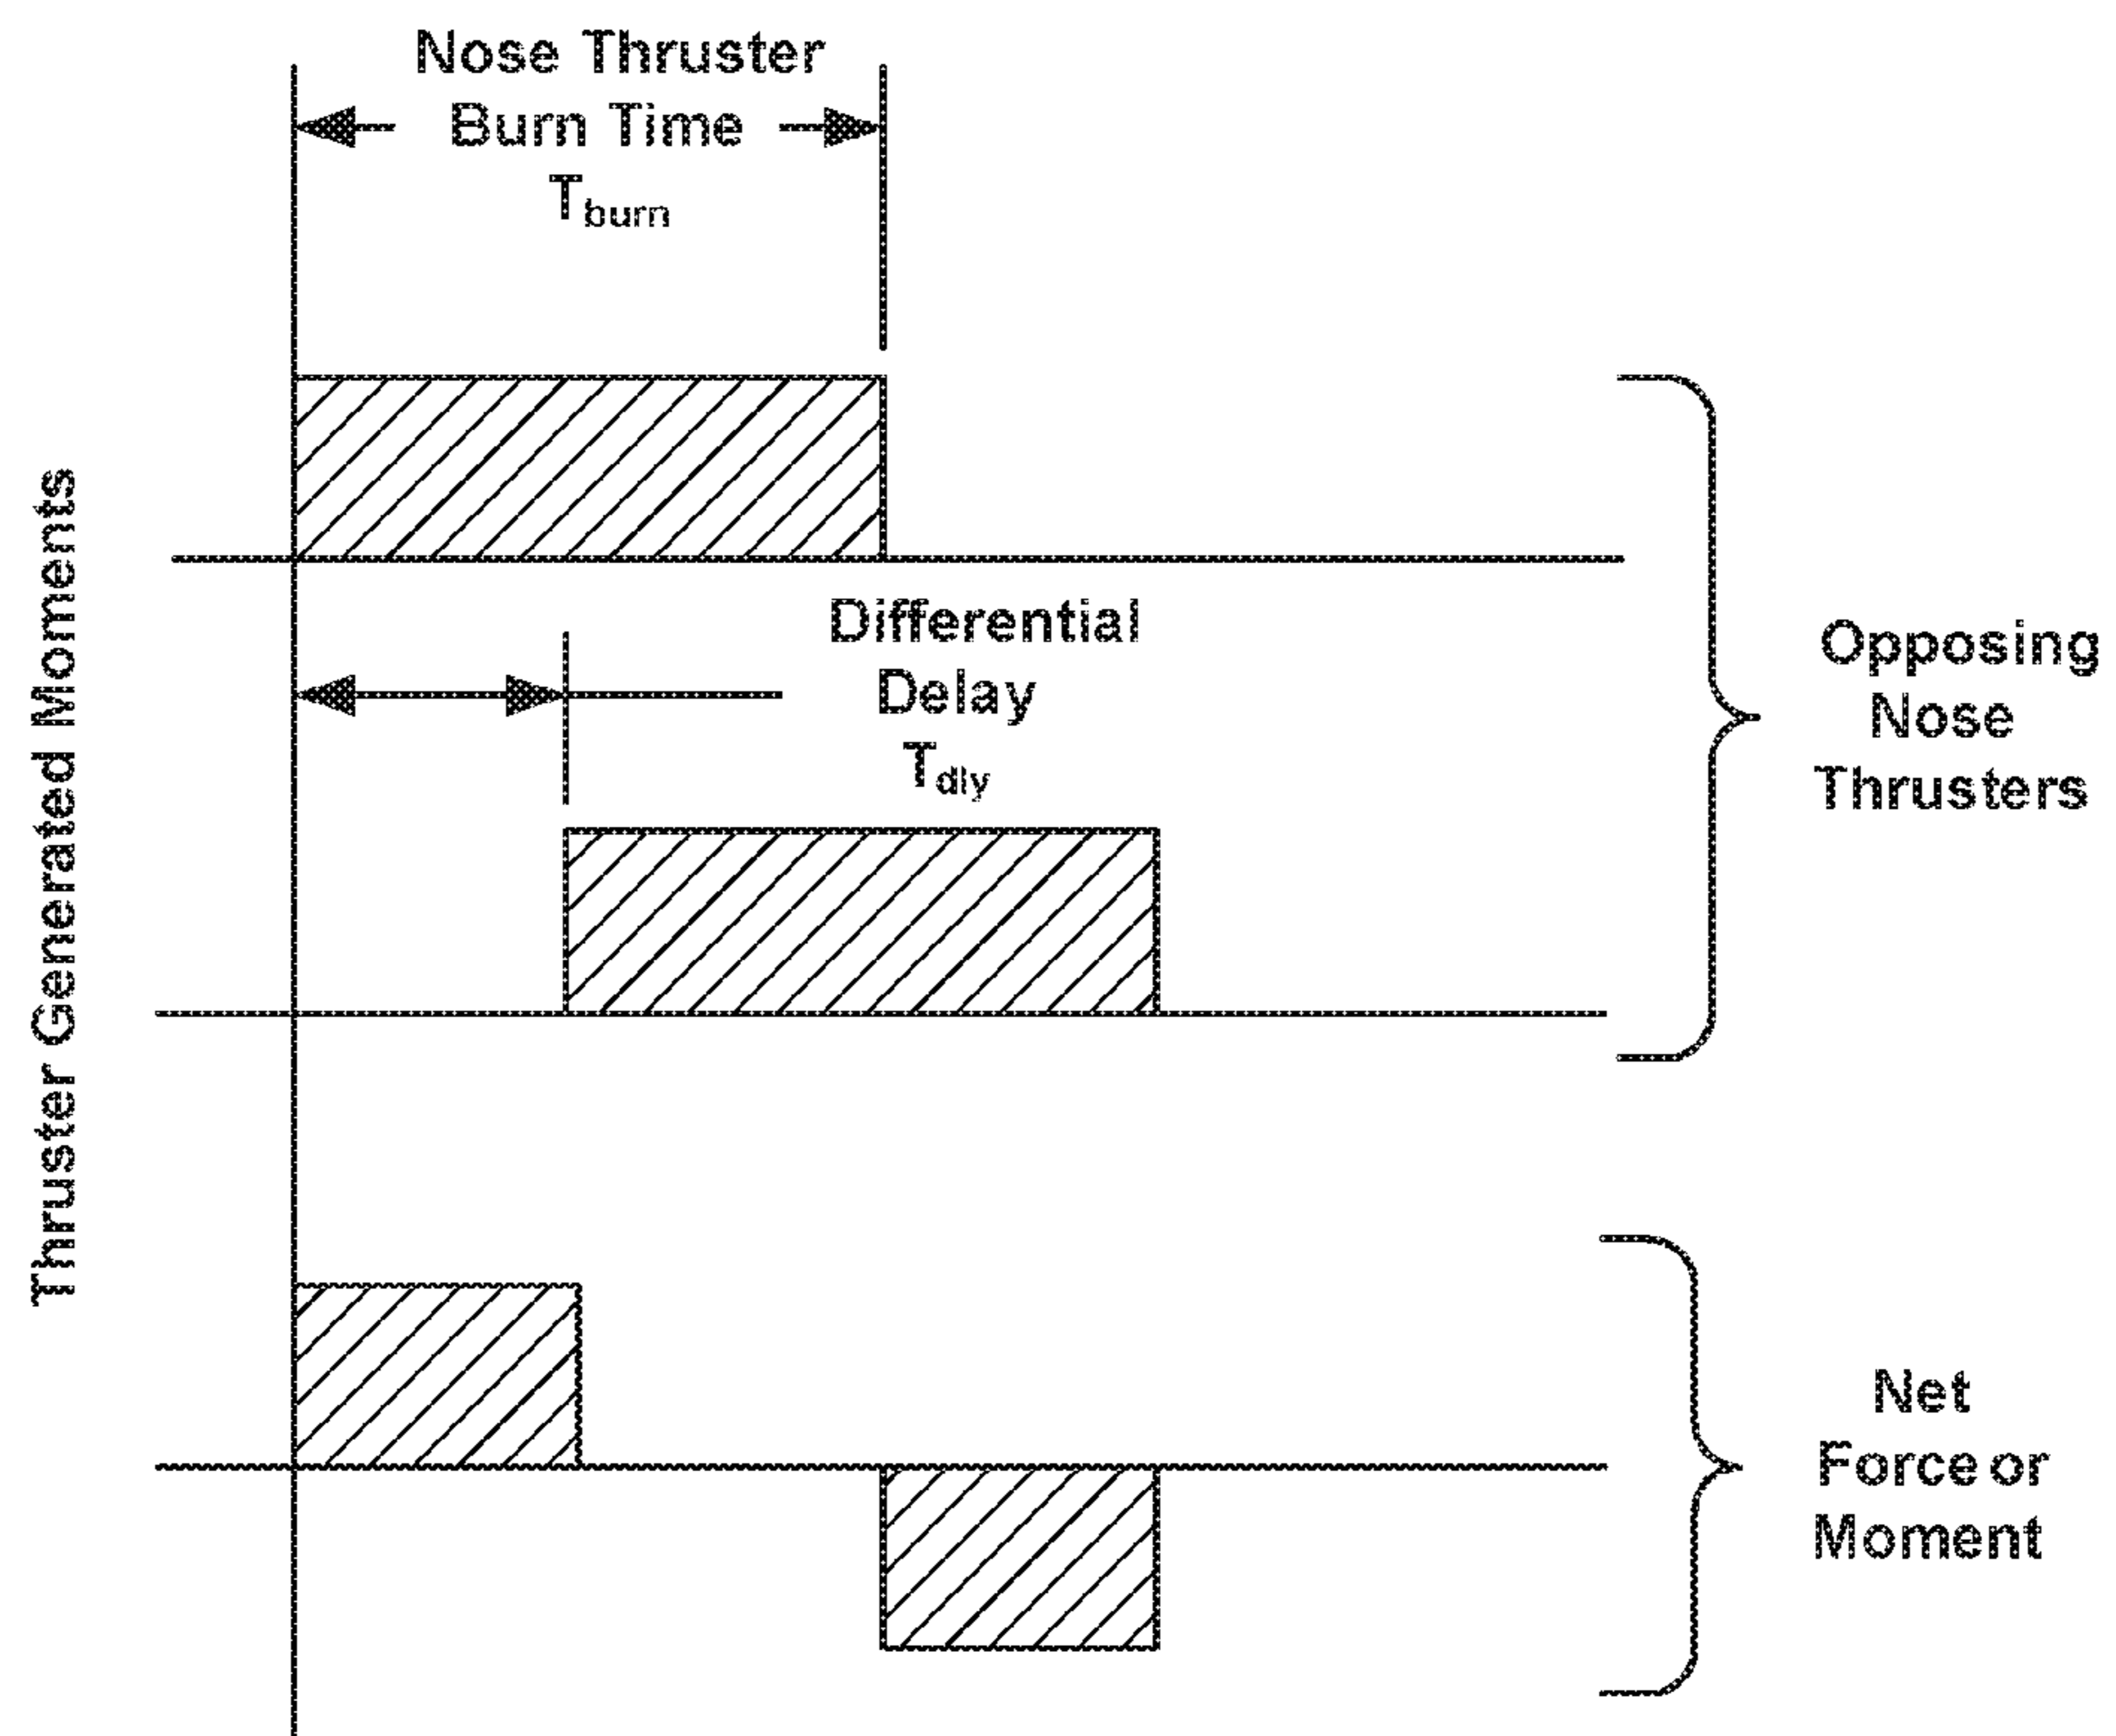 Nose Thruster
Burn Time
Tburn
Thruster Generated Moments
Differential
Delay
Tdly
Opposing
Nose
Thrusters
Net
Force or
Moment